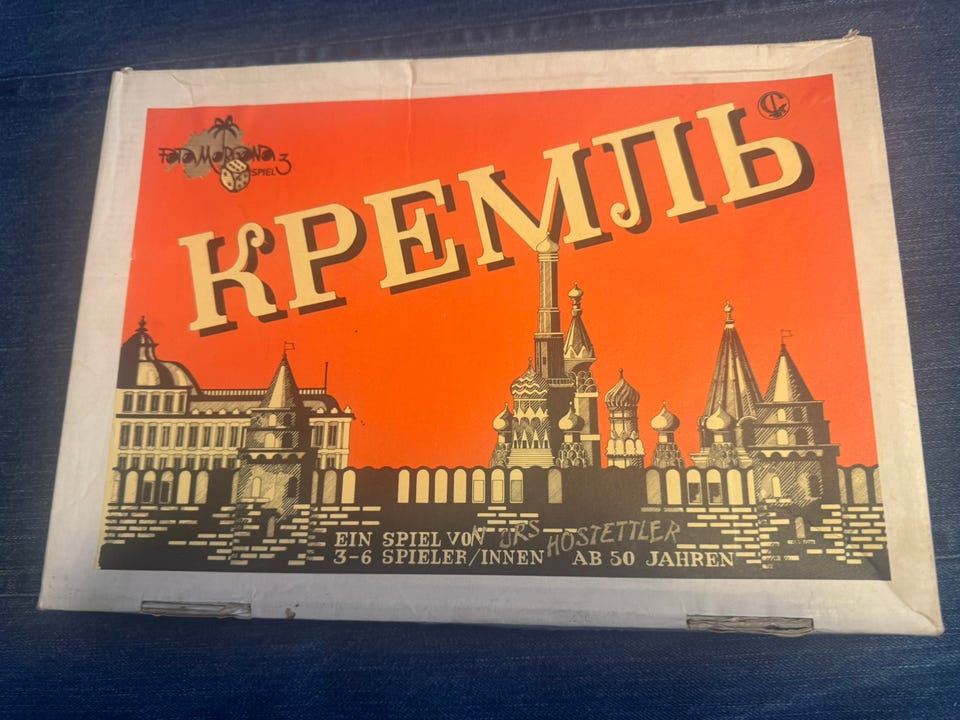 FATA MORGANA
SPIEL 3
КРЕМЛЬ
EIN SPIEL VON URS HOSTETTLER
3-6 SPIELER/INNEN AB 50 JAHREN